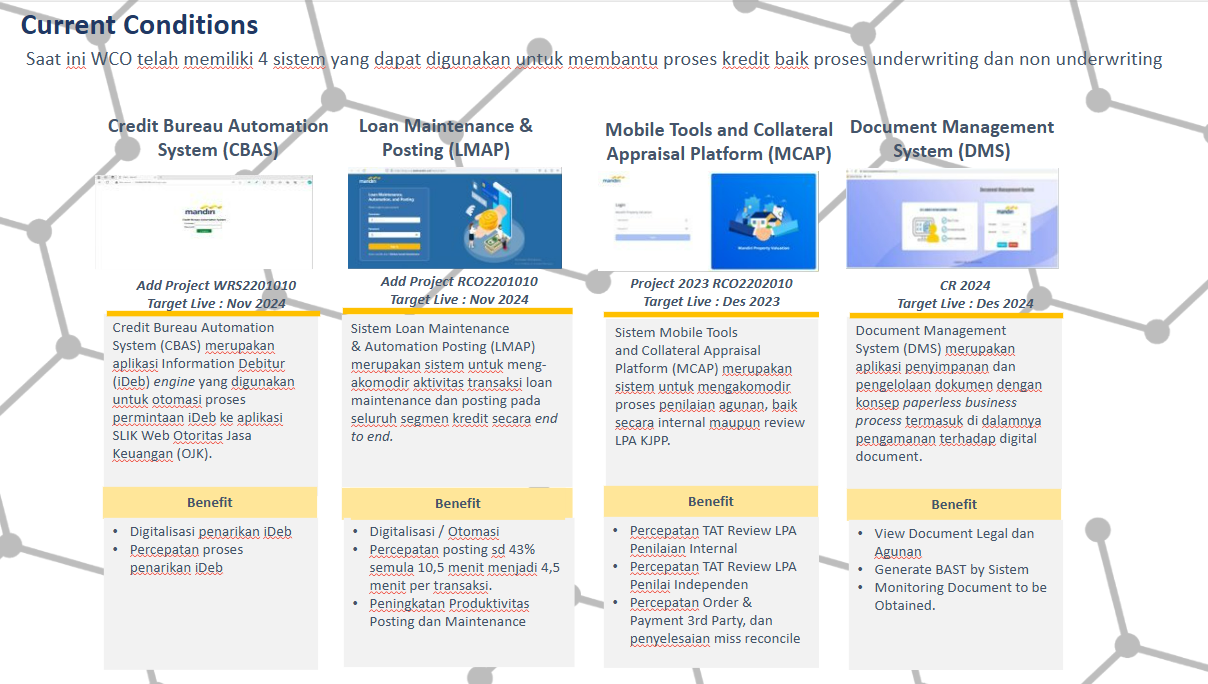 Current Conditions
Saat ini WCO telah memiliki 4 sistem yang dapat digunakan untuk membantu proses kredit baik proses underwriting dan non underwriting
Credit Bureau Automation
System (CBAS)
mandiri
Credit Bureau Automation System
Add Project WRS2201010
Target Live : Nov 2024
Credit Bureau Automation
System (CBAS) merupakan
aplikasi Information Debitur
(iDeb) engine yang digunakan
untuk otomasi proses
permintaan iDeb ke aplikasi
SLIK Web Otoritas Jasa
Keuangan (OJK).
Benefit
• Digitalisasi penarikan iDeb
• Percepatan proses
penarikan iDeb
Loan Maintenance &
Posting (LMAP)
mandiri
Loan Maintenance,
Automation, and Posting
Add Project RCO2201010
Target Live : Nov 2024
Sistem Loan Maintenance
& Automation Posting (LMAP)
merupakan sistem untuk meng-
akomodir aktivitas transaksi loan
maintenance dan posting pada
seluruh segmen kredit secara end
to end.
Benefit
• Digitalisasi / Otomasi
• Percepatan posting sd 43%
semula 10,5 menit menjadi 4,5
menit per transaksi.
• Peningkatan Produktivitas
Posting dan Maintenance
Mobile Tools and Collateral
Appraisal Platform (MCAP)
mandiri
Login
Mandiri Property Valuation
Project 2023 RCO2202010
Target Live : Des 2023
Sistem Mobile Tools
and Collateral Appraisal
Platform (MCAP) merupakan
sistem untuk mengakomodir
proses penilaian agunan, baik
secara internal maupun review
LPA KJPP.
Benefit
• Percepatan TAT Review LPA
Penilaian Internal
• Percepatan TAT Review LPA
Penilai Independen
• Percepatan Order &
Payment 3rd Party, dan
penyelesaian miss reconcile
Document Management
System (DMS)
Document Management System
mandiri
CR 2024
Target Live : Des 2024
Document Management
System (DMS) merupakan
aplikasi penyimpanan dan
pengelolaan dokumen dengan
konsep paperless business
process termasuk di dalamnya
pengamanan terhadap digital
document.
Benefit
• View Document Legal dan
Agunan
• Generate BAST by Sistem
• Monitoring Document to be
Obtained.